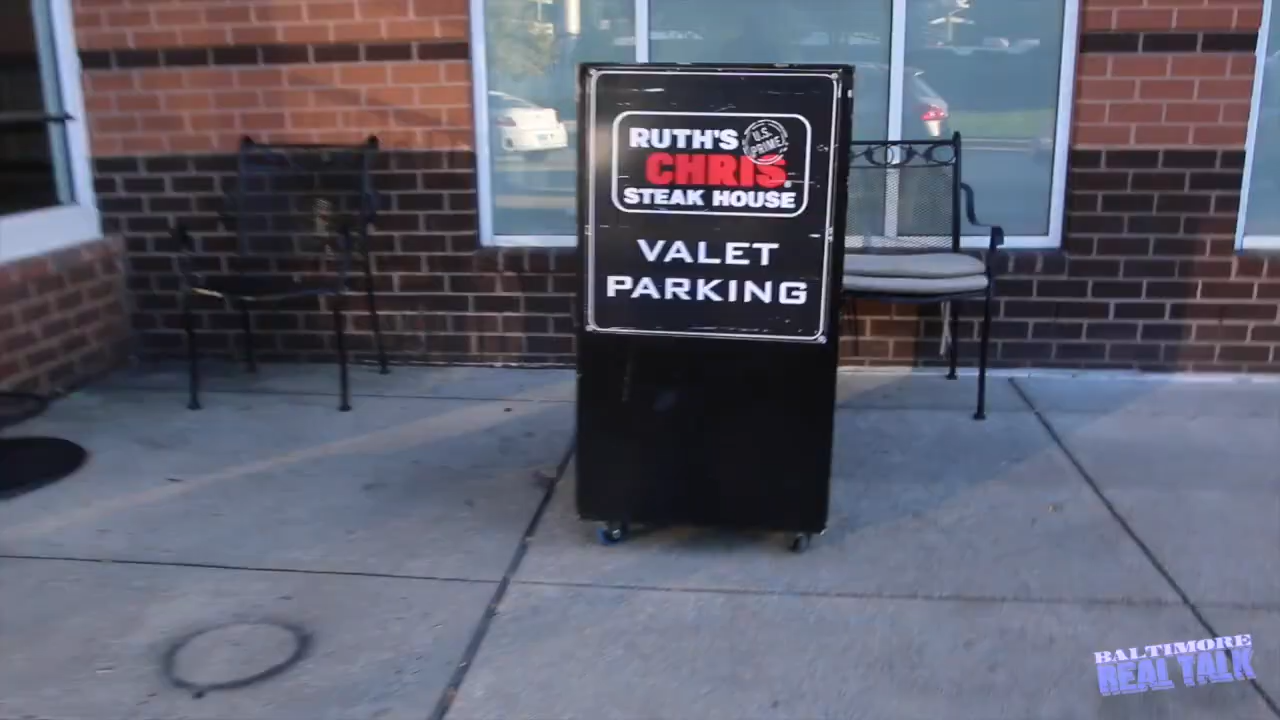 RUTH'S
U.S.
PRIME
CHRIS
STEAK HOUSE
VALET
PARKING
BALTIMORE
REAL TALK